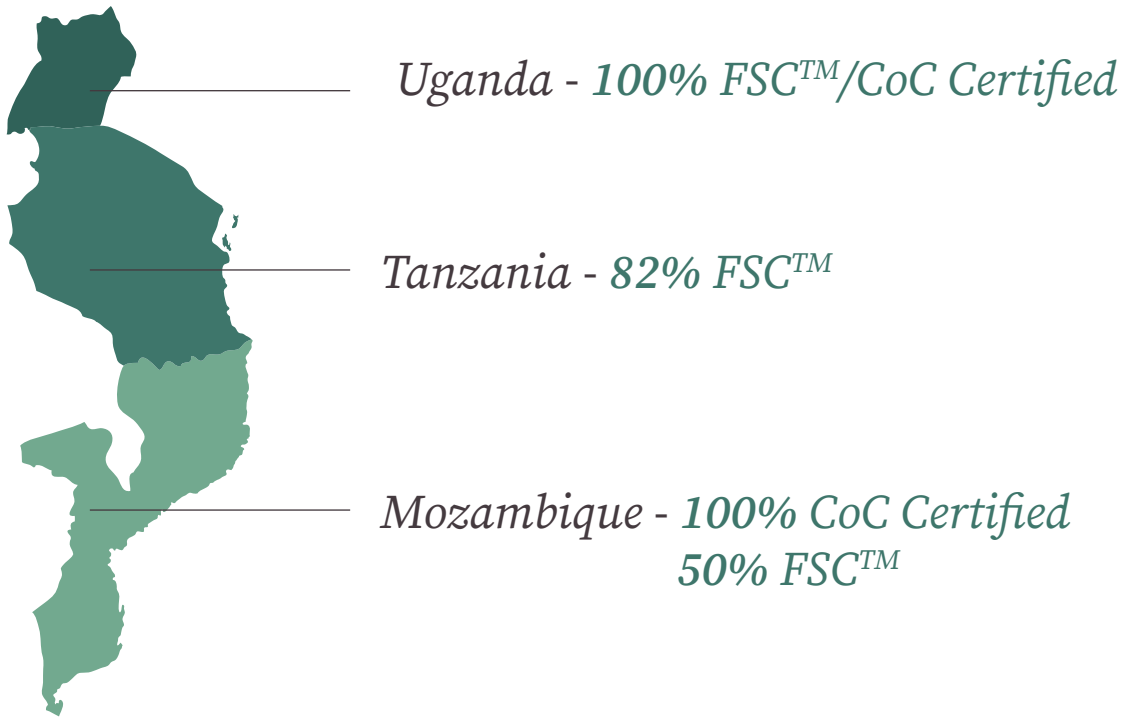 Uganda - 100% FSC™/CoC Certified
Tanzania - 82% FSC™
Mozambique - 100% CoC Certified
50% FSC™